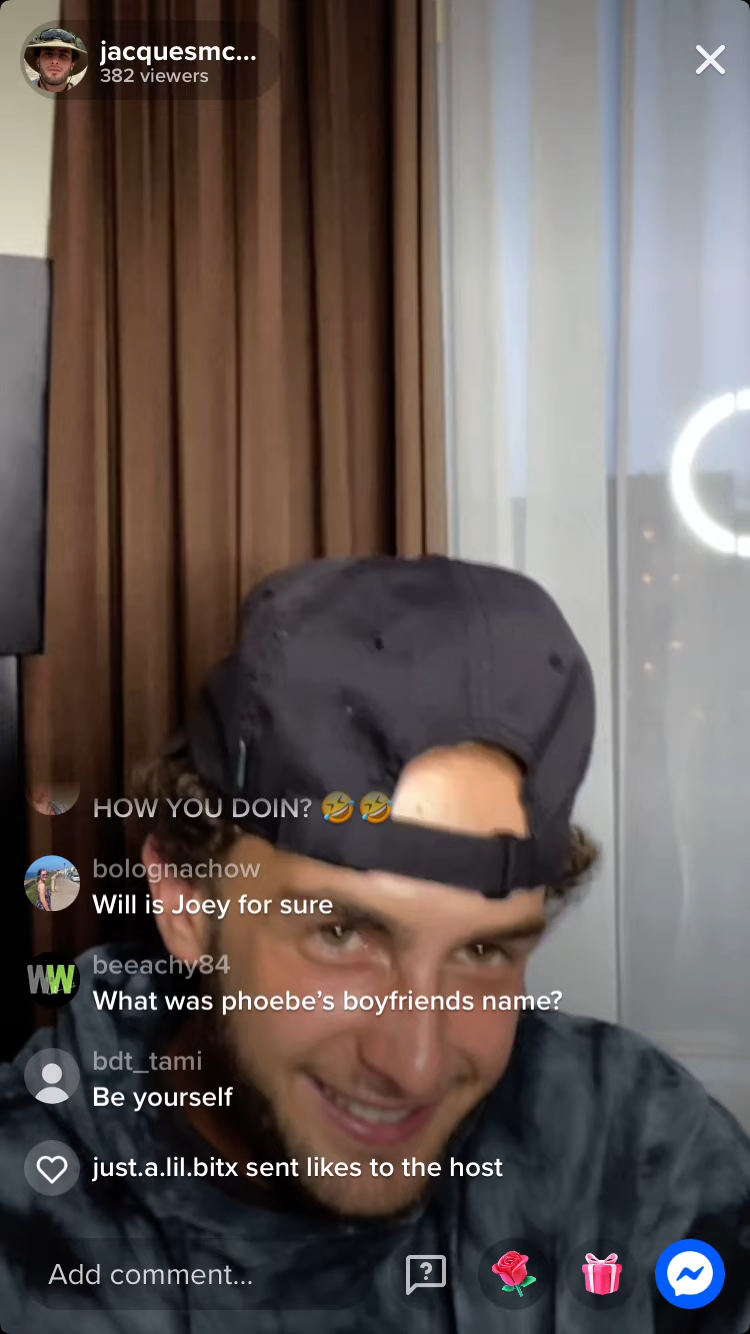 jacquesmc...
382 viewers
HOW YOU DOIN? 🤣🤣
bolognachow
Will is Joey for sure
WW
beeachy84
What was phoebe’s boyfriends name?
bdt_tami
Be yourself
just.a.lil.bitx sent likes to the host
Add comment...